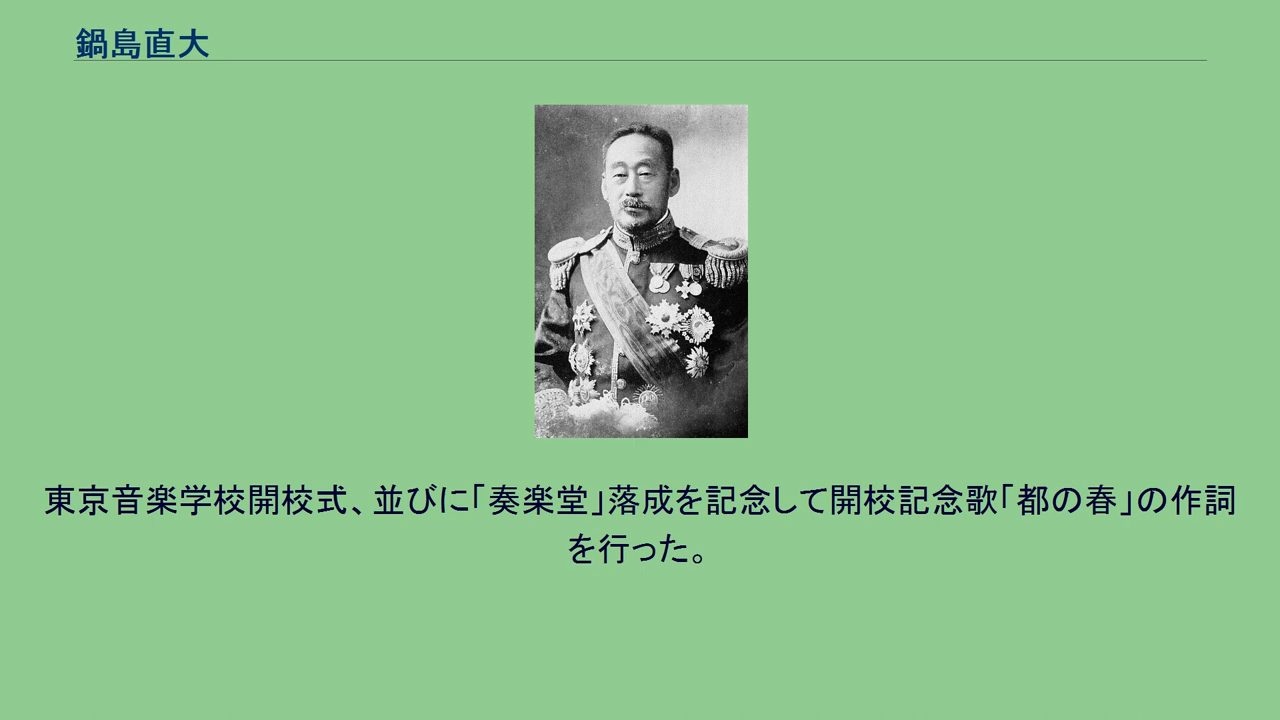 鍋島直大
東京音楽学校開校式、並びに「奏楽堂」落成を記念して開校記念歌「都の春」の作詞
を行った。